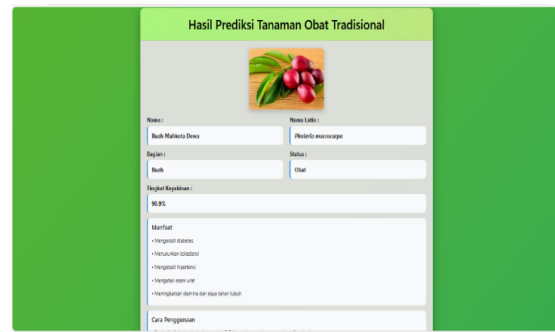 Hasil Prediksi Tanaman Obat Tradisional
Nama :
Nama Latin :
Buah Mahkota Dewa
Phaleria macrocarpa
Bagian :
Status :
Buah
Obat
Tingkat Keyakinan :
90.9%
Manfaat
• Mengobati diabetes
• Menurunkan kolesterol
• Mengobati hipertensi
• Mengatasi asam urat
• Meningkatkan stamina dan daya tahan tubuh
Cara Penggunaan